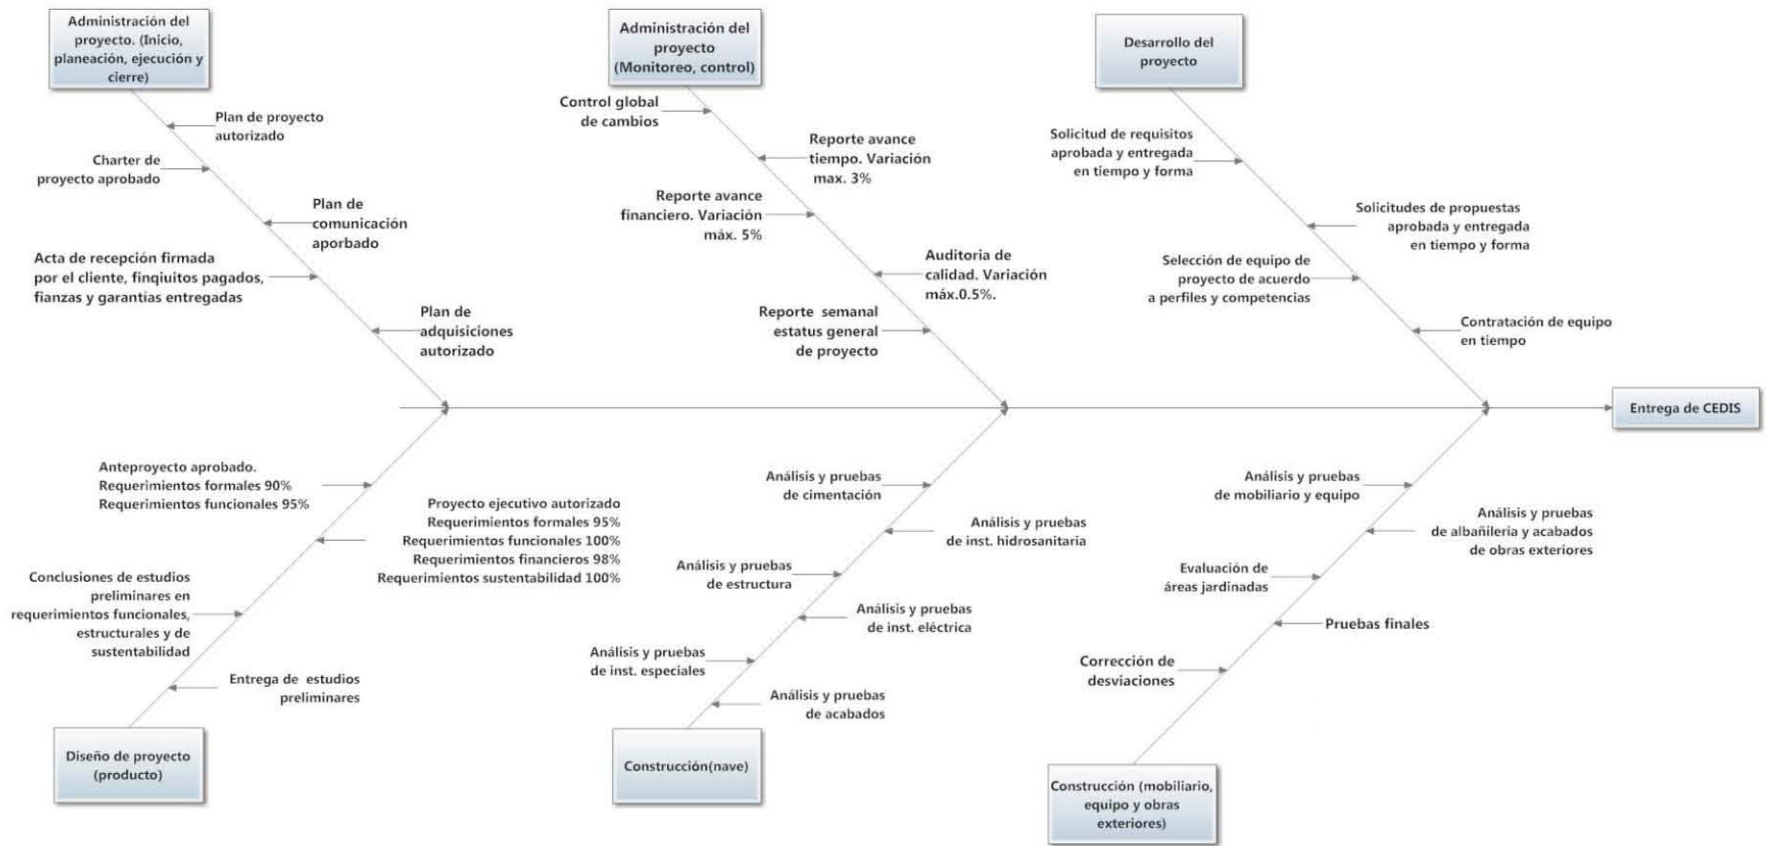 Administración del
proyecto. (Inicio,
planeación, ejecución y
cierre)
Plan de proyecto
autorizado
Charter de
proyecto aprobado
Plan de
comunicación
aporbado
Acta de recepción firmada
por el cliente, finqiuitos pagados,
fianzas y garantías entregadas
Plan de
adquisiciones
autorizado
Administración del
proyecto
(Monitoreo, control)
Control global
de cambios
Reporte avance
tiempo. Variación
max. 3%
Reporte avance
financiero. Variación
máx. 5%
Auditoria de
calidad. Variación
máx.0.5%.
Reporte semanal
estatus general
de proyecto
Desarrollo del
proyecto
Solicitud de requisitos
aprobada y entregada
en tiempo y forma
Solicitudes de propuestas
aprobada y entregada
en tiempo y forma
Selección de equipo de
proyecto de acuerdo
a perfiles y competencias
Contratación de equipo
en tiempo
Entrega de CEDIS
Anteproyecto aprobado.
Requerimientos formales 90%
Requerimientos funcionales 95%
Proyecto ejecutivo autorizado
Requerimientos formales 95%
Requerimientos funcionales 100%
Requerimientos financieros 98%
Requerimientos sustentabilidad 100%
Conclusiones de estudios
preliminares en
requerimientos funcionales,
estructurales y de
sustentabilidad
Entrega de estudios
preliminares
Diseño de proyecto
(producto)
Análisis y pruebas
de cimentación
Análisis y pruebas
de inst. hidrosanitaria
Análisis y pruebas
de estructura
Análisis y pruebas
de inst. eléctrica
Análisis y pruebas
de inst. especiales
Análisis y pruebas
de acabados
Construcción(nave)
Análisis y pruebas
de mobiliario y equipo
Análisis y pruebas
de albañilería y acabados
de obras exteriores
Evaluación de
áreas jardinadas
Pruebas finales
Corrección de
desviaciones
Construcción (mobiliario,
equipo y obras
exteriores)